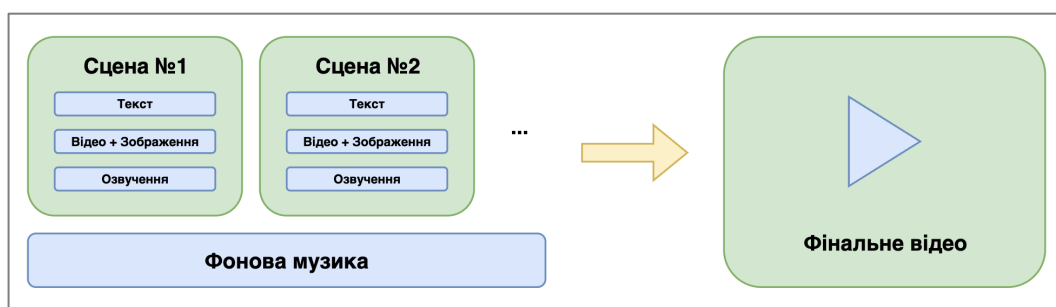 Сцена №1
Текст
Відео + Зображення
Озвучення
Сцена №2
Текст
Відео + Зображення
Озвучення
...
Фонова музика
Фінальне відео